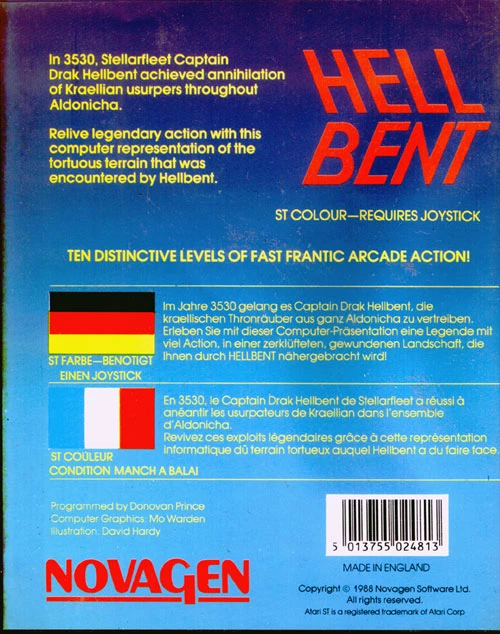 In 3530, Stellarfleet Captain
Drak Hellbent achieved annihilation
of Kraellian usurpers throughout
Aldonicha.
Relive legendary action with this
computer representation of the
tortuous terrain that was
encountered by Hellbent.
HELL
BENT
ST COLOUR—REQUIRES JOYSTICK
TEN DISTINCTIVE LEVELS OF FAST FRANTIC ARCADE ACTION!
ST FARBE—BENOTIGT
EINEN JOYSTICK
Im Jahre 3530 gelang es Captain Drak Hellbent, die
kraellischen Thronräuber aus ganz Aldonicha zu vertreiben.
Erleben Sie mit dieser Computer-Präsentation eine Legende mit
viel Action, in einer zerklüfteten, gewundenen Landschaft, die
Ihnen durch HELLBENT nähergebracht wird!
ST COULEUR
CONDITION MANCH A BALAI
En 3530, le Captain Drak Hellbent de Stellarfleet a réussi à
anéantir les usurpateurs de Kraellian dans l'ensemble
d'Aldonicha.
Revivez ces exploits légendaires grâce à cette représentation
informatique dû terrain tortueux auquel Hellbent a du faire face.
Programmed by Donovan Prince
Computer Graphics: Mo Warden
Illustration: David Hardy
NOVAGEN
5 013755 024813
MADE IN ENGLAND
Copyright © 1988 Novagen Software Ltd.
All rights reserved.
Atari ST is a registered trademark of Atari Corp